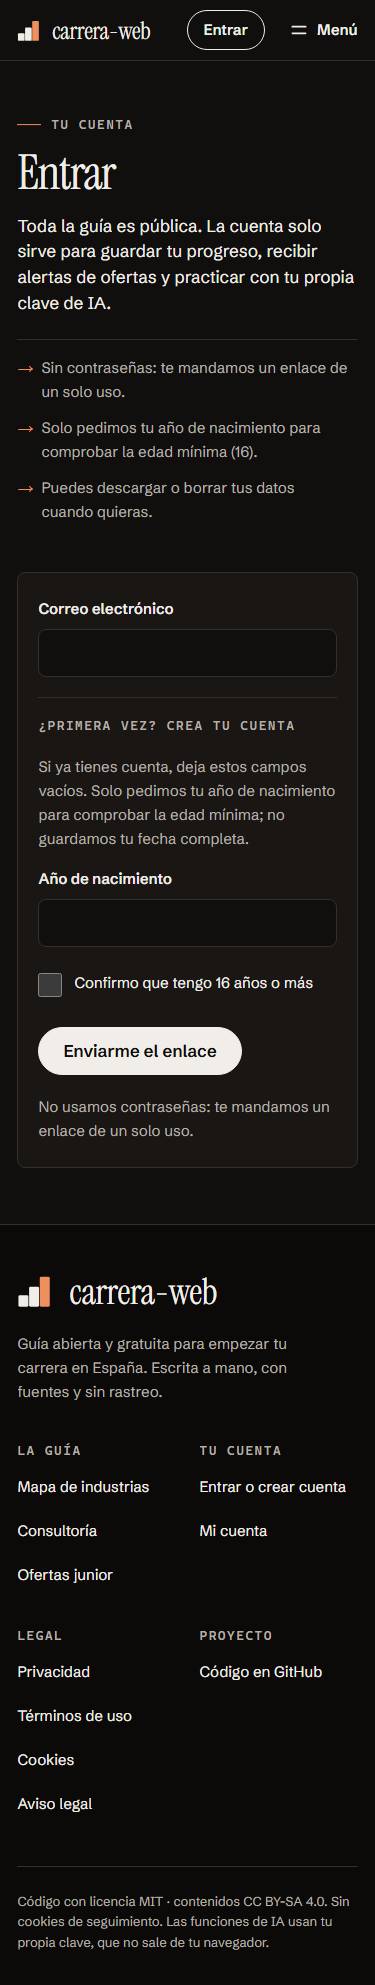 carrera-web
Entrar
Menú
TU CUENTA
Entrar
Toda la guía es pública. La cuenta solo
sirve para guardar tu progreso, recibir
alertas de ofertas y practicar con tu propia
clave de IA.
→ Sin contraseñas: te mandamos un enlace de
un solo uso.
→ Solo pedimos tu año de nacimiento para
comprobar la edad mínima (16).
→ Puedes descargar o borrar tus datos
cuando quieras.
Correo electrónico
¿PRIMERA VEZ? CREA TU CUENTA
Si ya tienes cuenta, deja estos campos
vacíos. Solo pedimos tu año de nacimiento
para comprobar la edad mínima; no
guardamos tu fecha completa.
Año de nacimiento
Confirmo que tengo 16 años o más
Enviarme el enlace
No usamos contraseñas: te mandamos un
enlace de un solo uso.
carrera-web
Guía abierta y gratuita para empezar tu
carrera en España. Escrita a mano, con
fuentes y sin rastreo.
LA GUÍA
Mapa de industrias
Consultoría
Ofertas junior
TU CUENTA
Entrar o crear cuenta
Mi cuenta
LEGAL
Privacidad
Términos de uso
Cookies
Aviso legal
PROYECTO
Código en GitHub
Código con licencia MIT · contenidos CC BY-SA 4.0. Sin
cookies de seguimiento. Las funciones de IA usan tu
propia clave, que no sale de tu navegador.